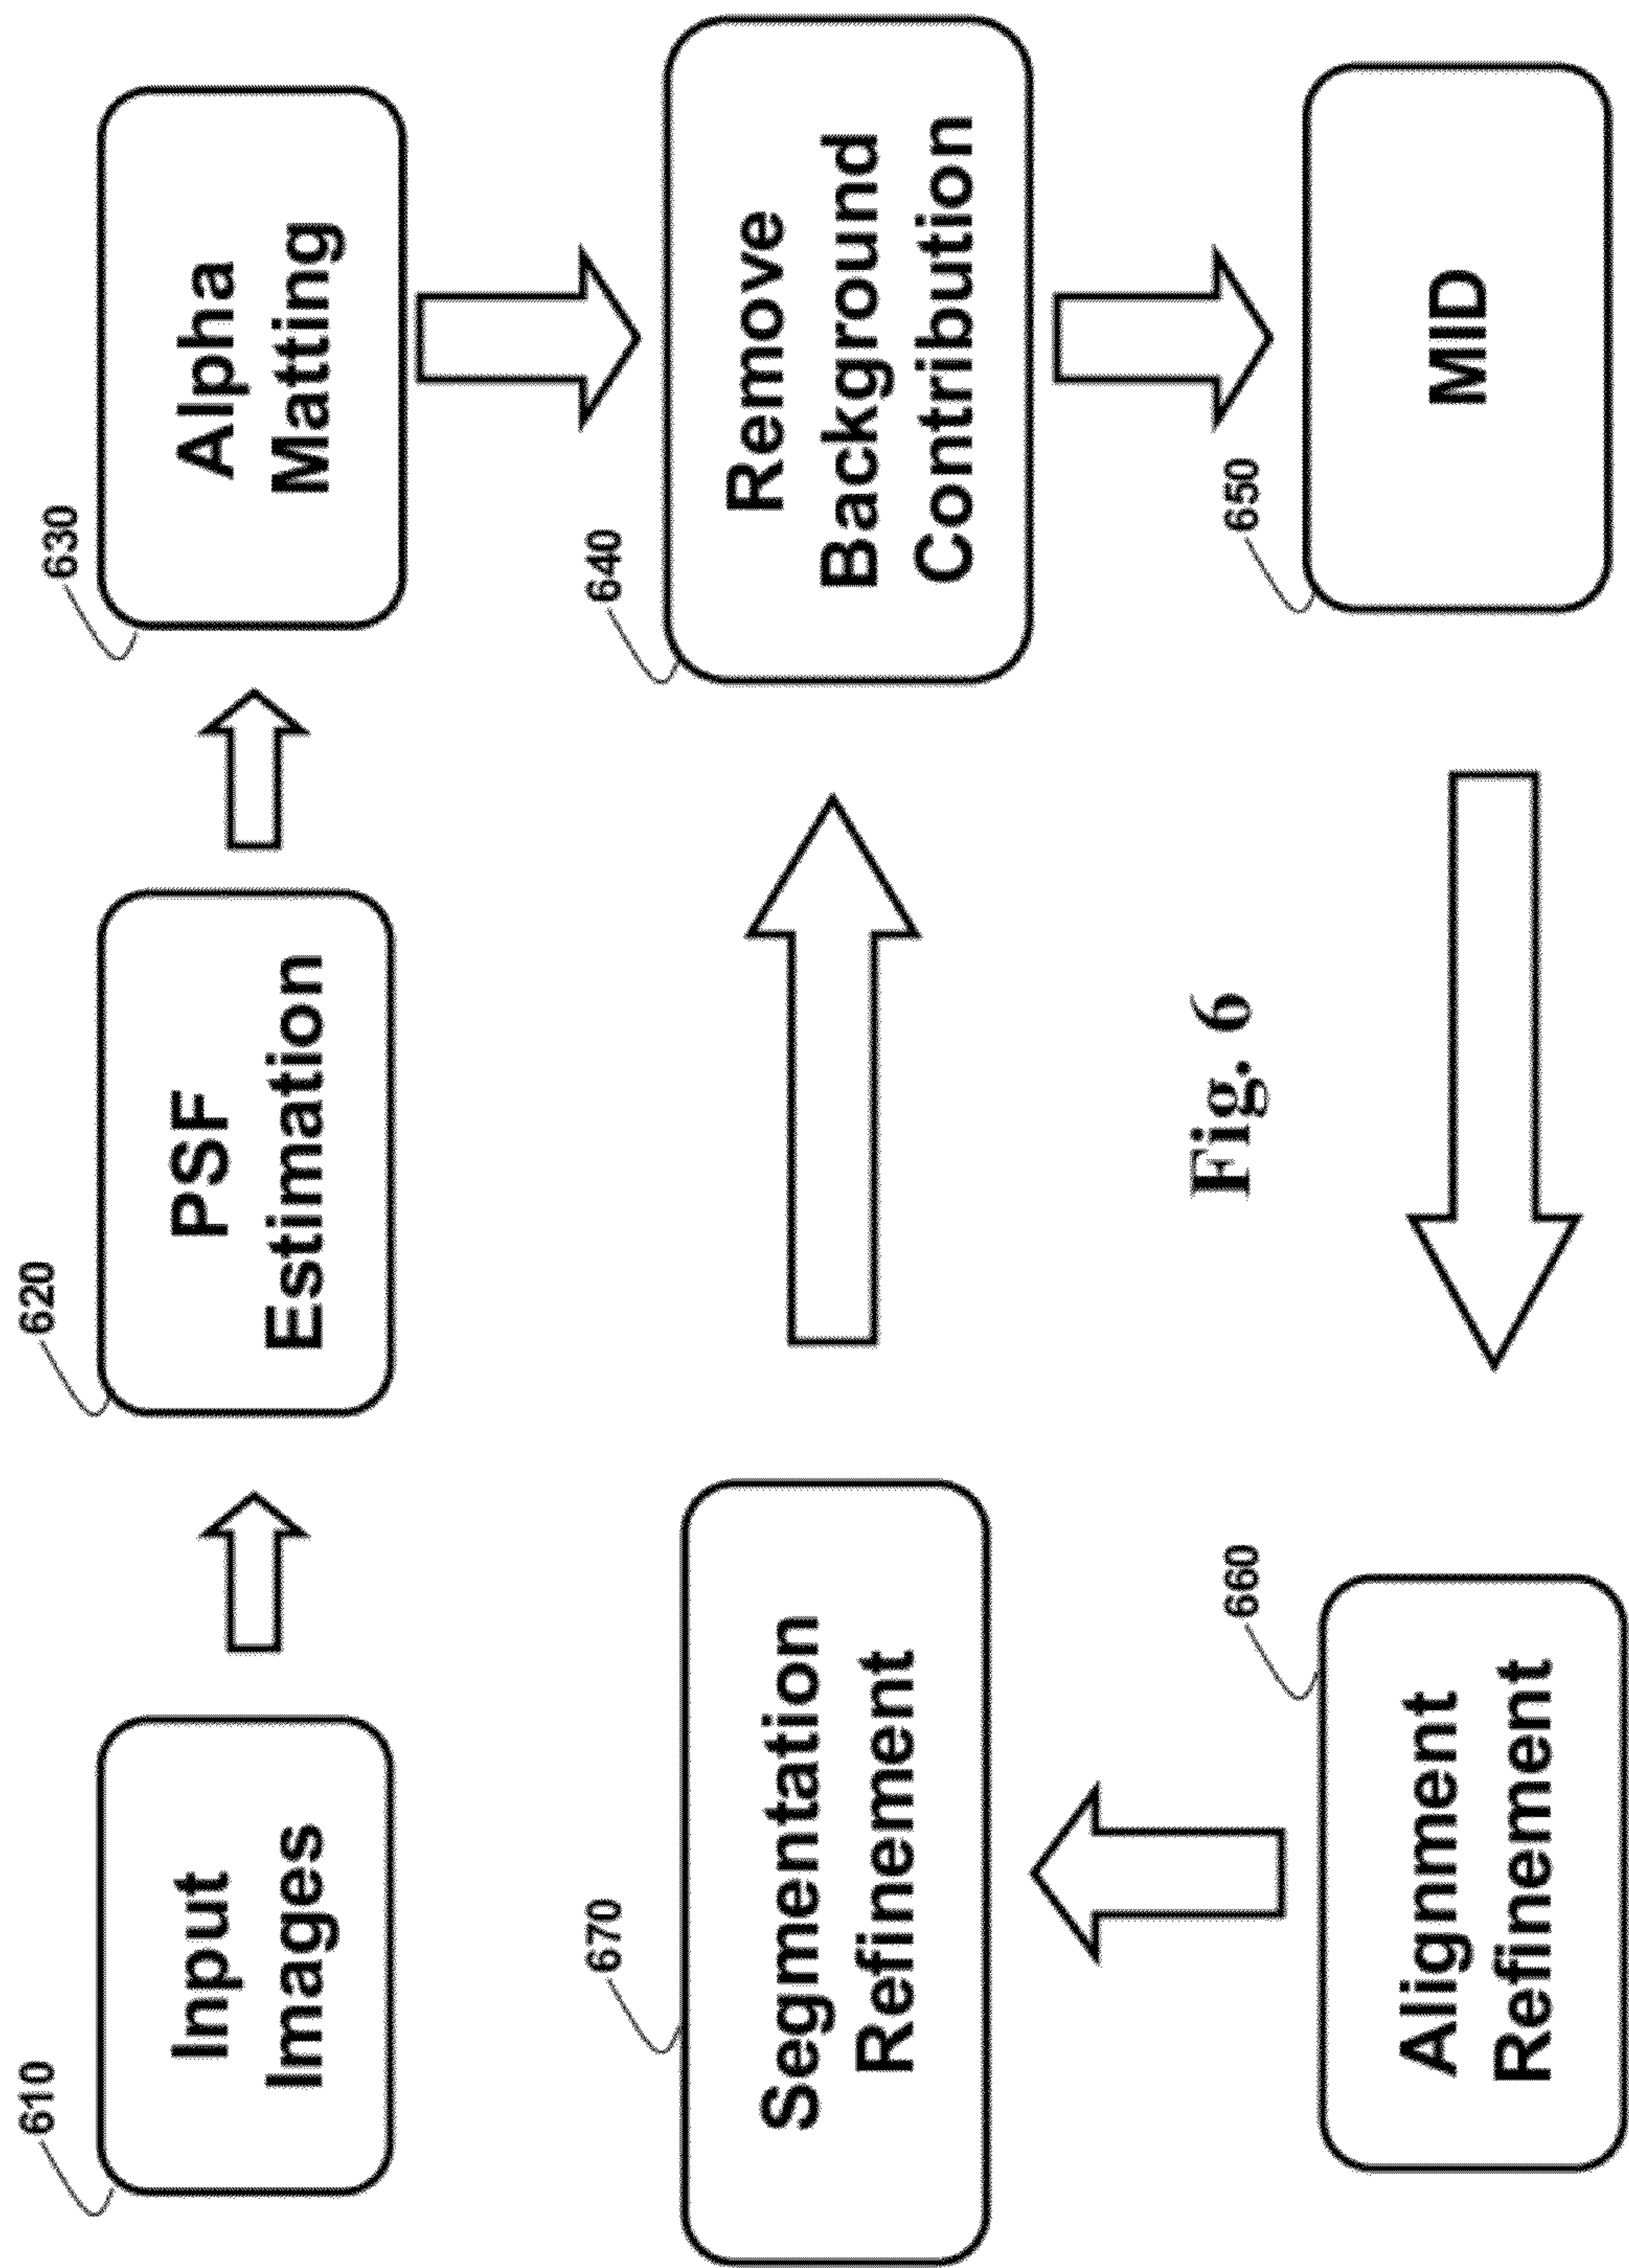 610
Input
Images
620
PSF
Estimation
630
Alpha
Matting
640
Remove
Background
Contribution
650
MID
660
Alignment
Refinement
670
Segmentation
Refinement
Fig. 6